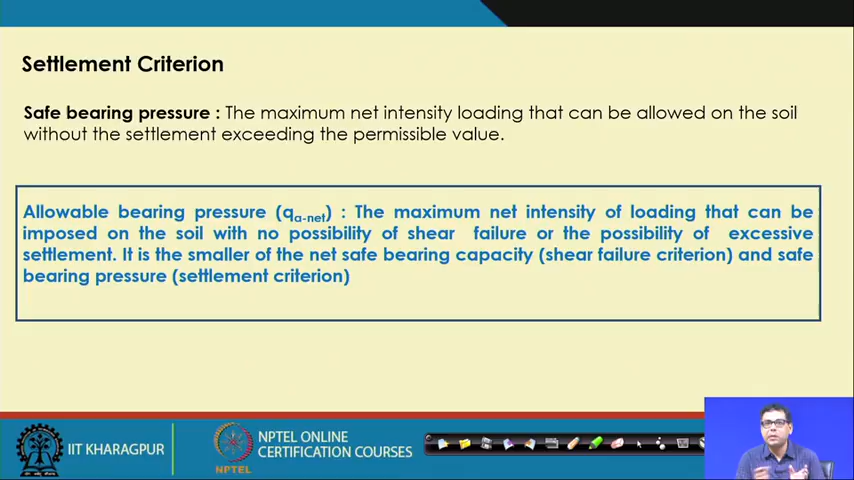 Settlement Criterion
Safe bearing pressure : The maximum net intensity loading that can be allowed on the soil
without the settlement exceeding the permissible value.
Allowable bearing pressure (qa-net) : The maximum net intensity of loading that can be
imposed on the soil with no possibility of shear failure or the possibility of excessive
settlement. It is the smaller of the net safe bearing capacity (shear failure criterion) and safe
bearing pressure (settlement criterion)
IIT KHARAGPUR
NPTEL
NPTEL ONLINE
CERTIFICATION COURSES